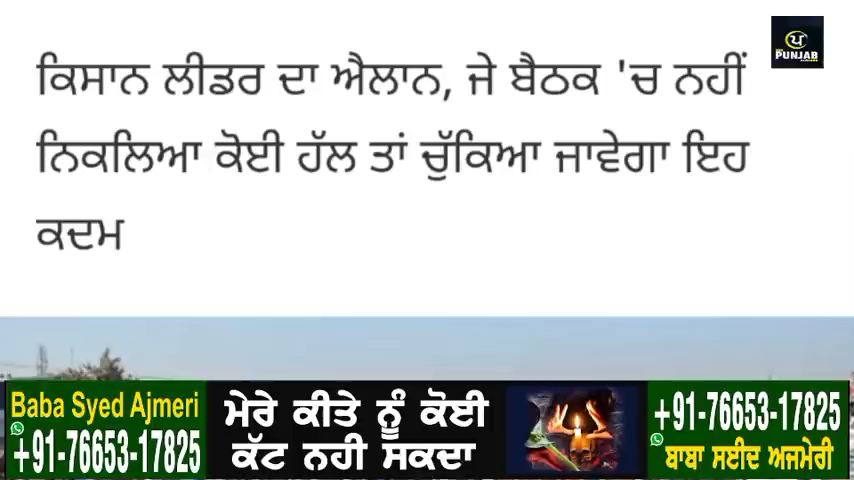 PUNJAB
ਕਿਸਾਨ ਲੀਡਰ ਦਾ ਐਲਾਨ, ਜੇ ਬੈਠਕ 'ਚ ਨਹੀਂ
ਨਿਕਲਿਆ ਕੋਈ ਹੱਲ ਤਾਂ ਚੁੱਕਿਆ ਜਾਵੇਗਾ ਇਹ
ਕਦਮ
Baba Syed Ajmeri
+91-76653-17825
ਮੇਰੇ ਕੀਤੇ ਨੂੰ ਕੋਈ
ਕੱਟ ਨਹੀ ਸਕਦਾ
+91-76653-17825
ਬਾਬਾ ਸਈਦ ਅਜਮੇਰੀ